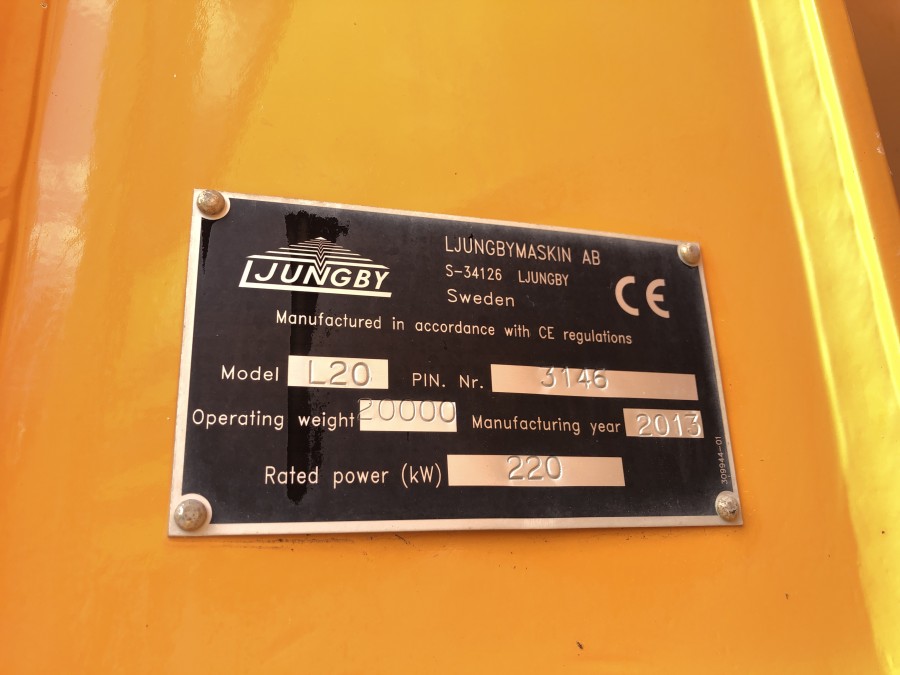 LJUNGBY
LJUNGBYMASKIN AB
S-34126 LJUNGBY
Sweden
CE
Manufactured in accordance with CE regulations
Model L20 PIN. Nr. 3146
Operating weight 20000 Manufacturing year 2013
Rated power (kW) 220
309944-01